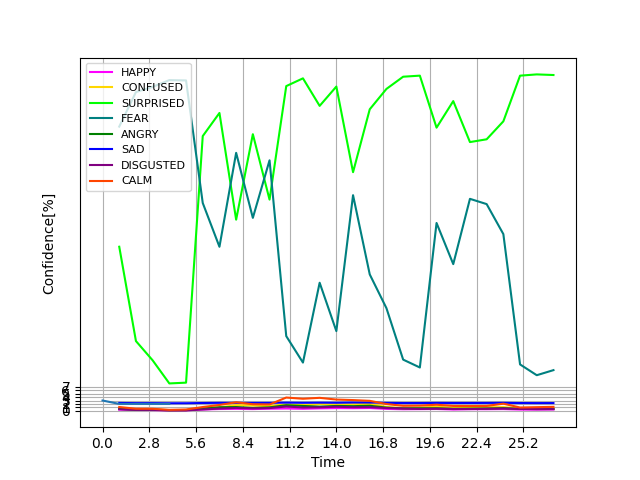 HAPPY
CONFUSED
SURPRISED
FEAR
ANGRY
SAD
DISGUSTED
CALM
Confidence[%]
7
0.0 2.8 5.6 8.4 11.2 14.0 16.8 19.6 22.4 25.2
Time